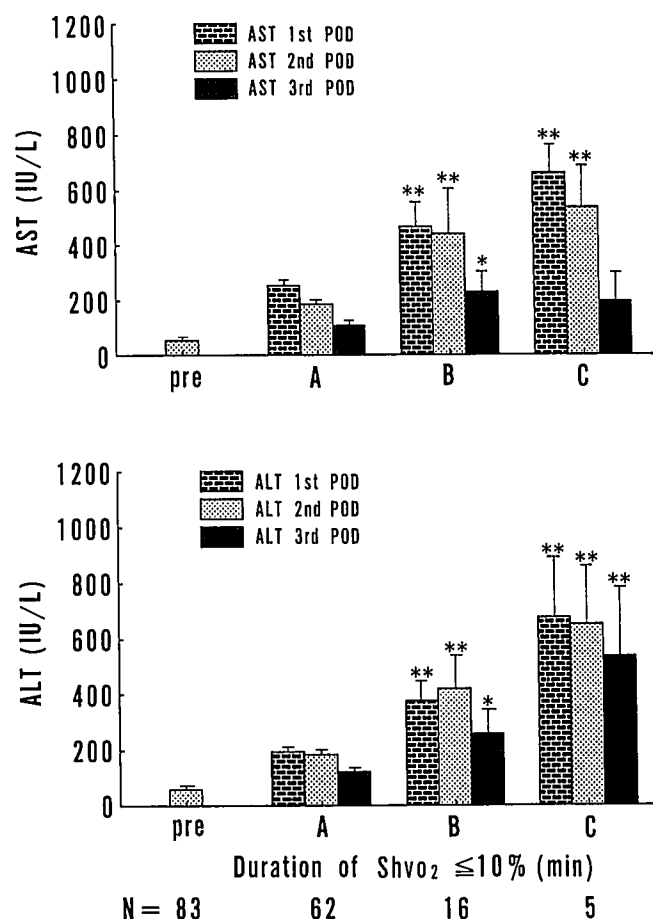 1200
1000
800
600
400
200
0
AST (IU/L)
AST 1st POD
AST 2nd POD
AST 3rd POD
** ** * ** **
pre A B C
1200
1000
800
600
400
200
0
ALT (IU/L)
ALT 1st POD
ALT 2nd POD
ALT 3rd POD
** ** * ** ** **
pre A B C
Duration of Shvo₂ ≦10% (min)
N = 83 62 16 5